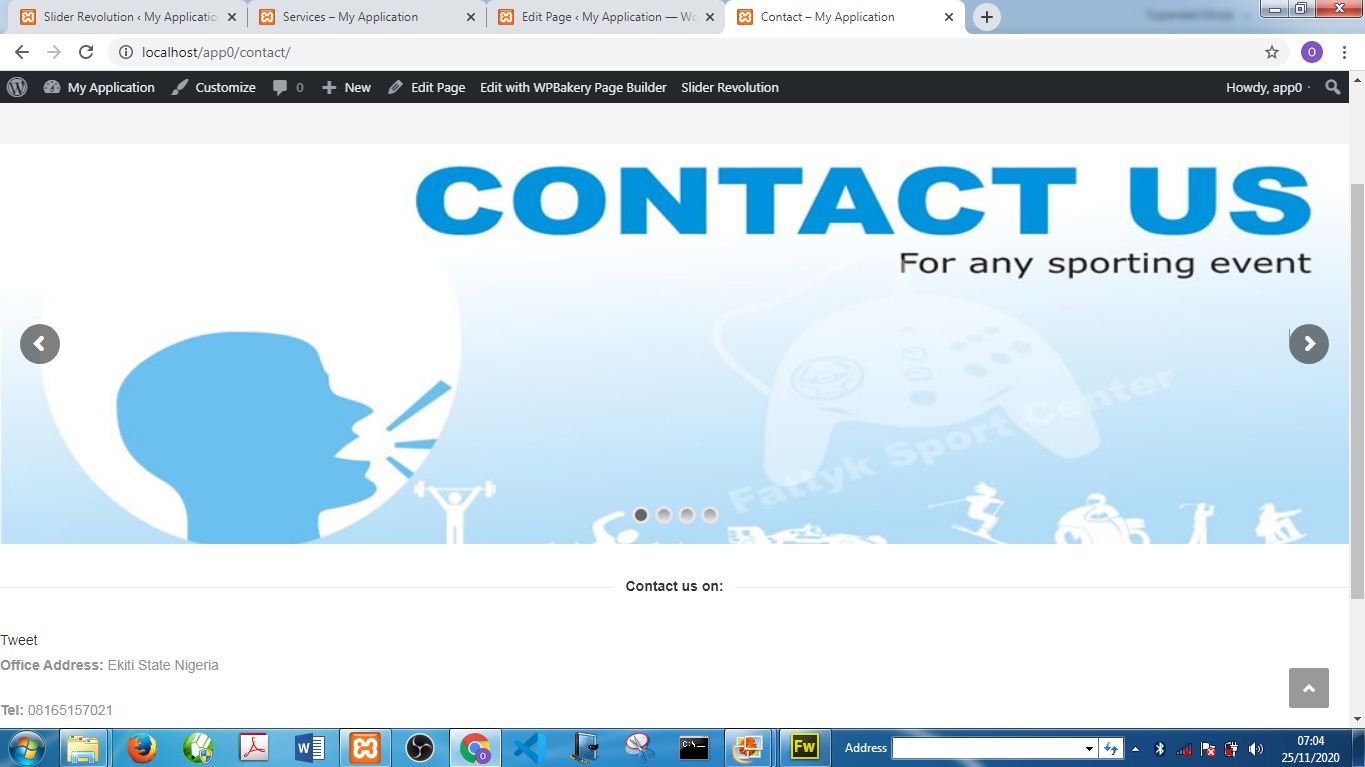 Slider Revolution ‹ My Applicatio
Services – My Application
Edit Page ‹ My Application — Wo
Contact – My Application
localhost/app0/contact/
O
My Application
Customize
0
New
Edit Page
Edit with WPBakery Page Builder
Slider Revolution
Howdy, app0
CONTACT US
For any sporting event
Fattyk Sport Center
Contact us on:
Tweet
Office Address: Ekiti State Nigeria
Tel: 08165157021
W
C:\_
Fw
Address
07:04
25/11/2020